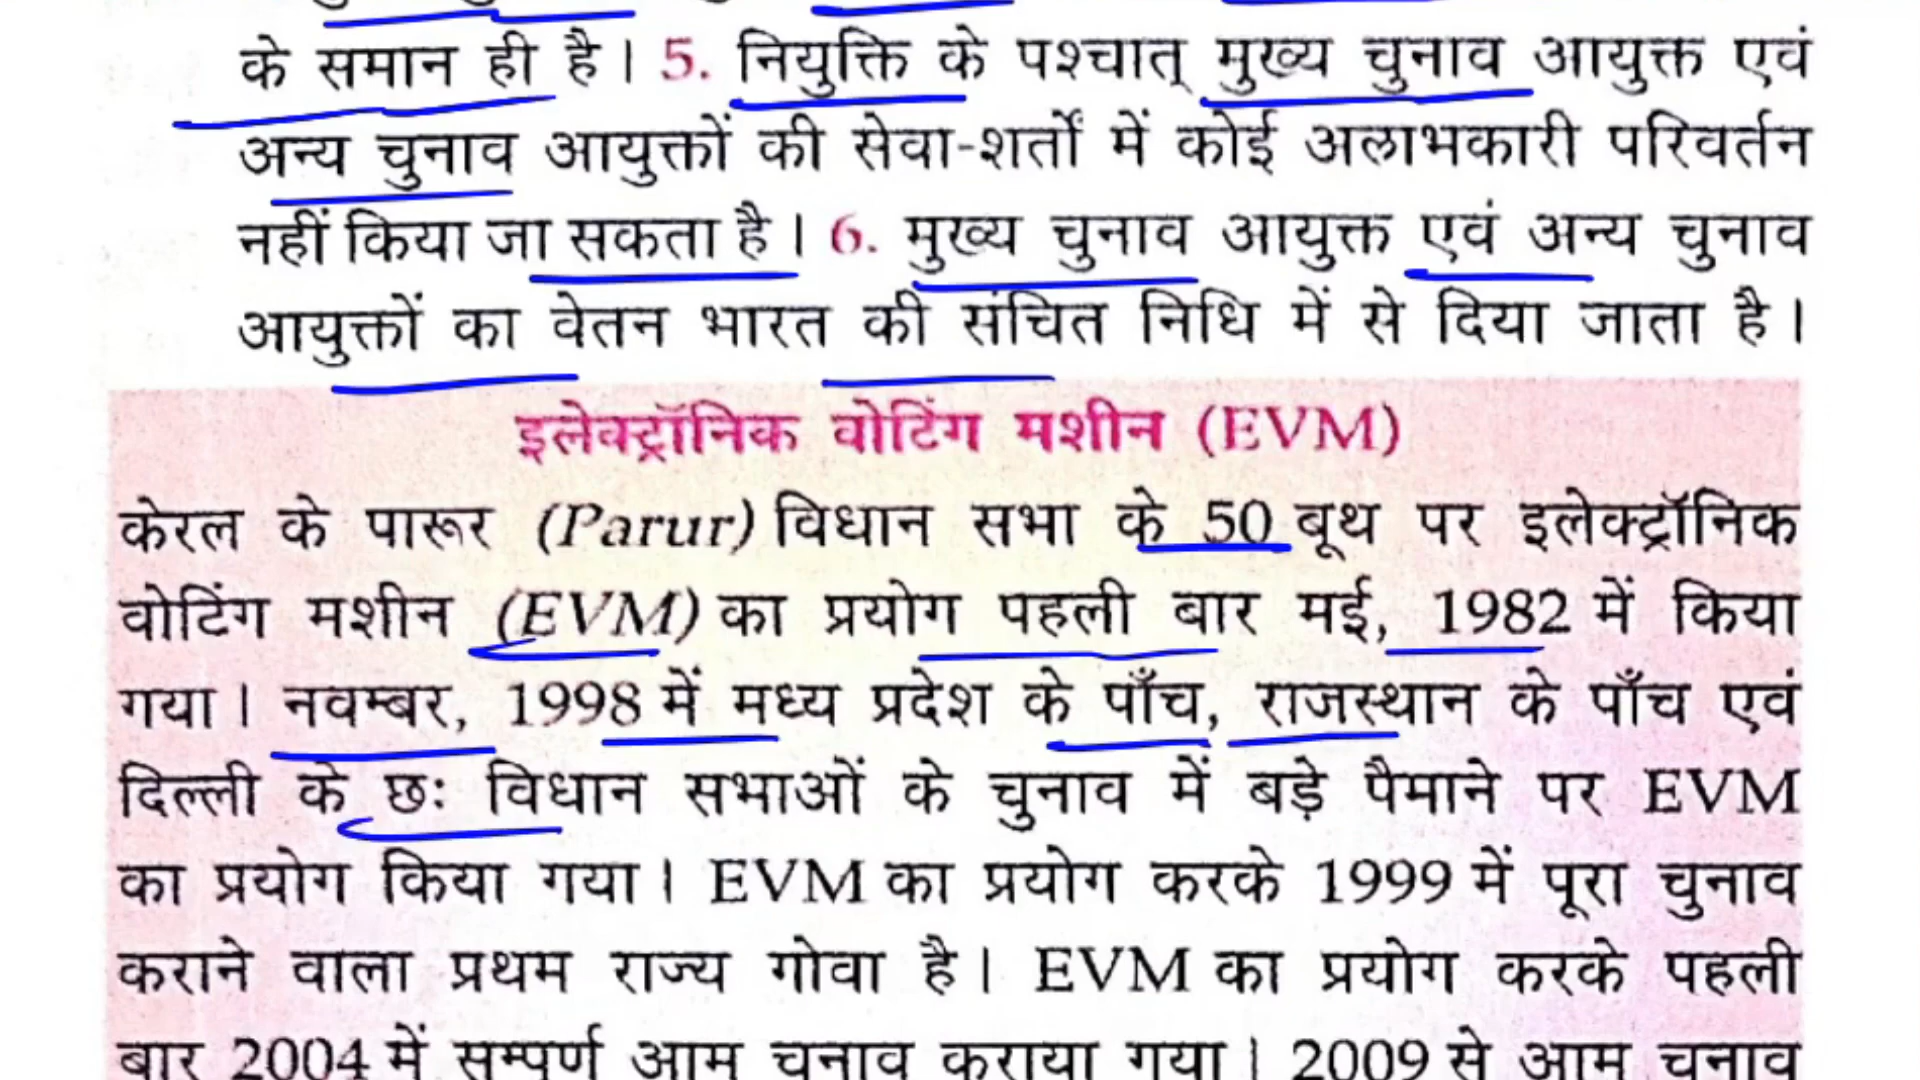 के समान ही है। 5. नियुक्ति के पश्चात् मुख्य चुनाव आयुक्त एवं
अन्य चुनाव आयुक्तों की सेवा-शर्तों में कोई अलाभकारी परिवर्तन
नहीं किया जा सकता है। 6. मुख्य चुनाव आयुक्त एवं अन्य चुनाव
आयुक्तों का वेतन भारत की संचित निधि में से दिया जाता है।
इलेक्ट्रॉनिक वोटिंग मशीन (EVM)
केरल के पारूर (Parur) विधान सभा के 50 बूथ पर इलेक्ट्रॉनिक
वोटिंग मशीन (EVM) का प्रयोग पहली बार मई, 1982 में किया
गया। नवम्बर, 1998 में मध्य प्रदेश के पाँच, राजस्थान के पाँच एवं
दिल्ली के छः विधान सभाओं के चुनाव में बड़े पैमाने पर EVM
का प्रयोग किया गया। EVM का प्रयोग करके 1999 में पूरा चुनाव
कराने वाला प्रथम राज्य गोवा है। EVM का प्रयोग करके पहली
बार 2004 में सम्पूर्ण आम चुनाव कराया गया। 2009 से आम चुनाव